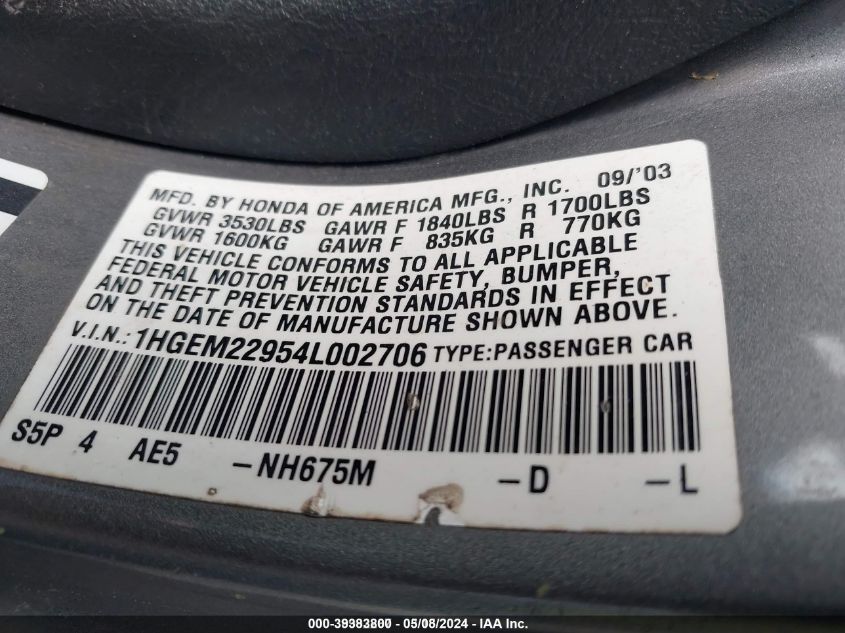 MFD. BY HONDA OF AMERICA MFG., INC. 09/'03
GVWR 3530LBS GAWR F 1840LBS R 1700LBS
GVWR 1600KG GAWR F 835KG R 770KG
THIS VEHICLE CONFORMS TO ALL APPLICABLE
FEDERAL MOTOR VEHICLE SAFETY, BUMPER,
AND THEFT PREVENTION STANDARDS IN EFFECT
ON THE DATE OF MANUFACTURE SHOWN ABOVE.
V.I.N.: 1HGEM22954L002706 TYPE:PASSENGER CAR
S5P 4 AE5 -NH675M -D -L
000-39383800 - 05/08/2024 - IAA Inc.